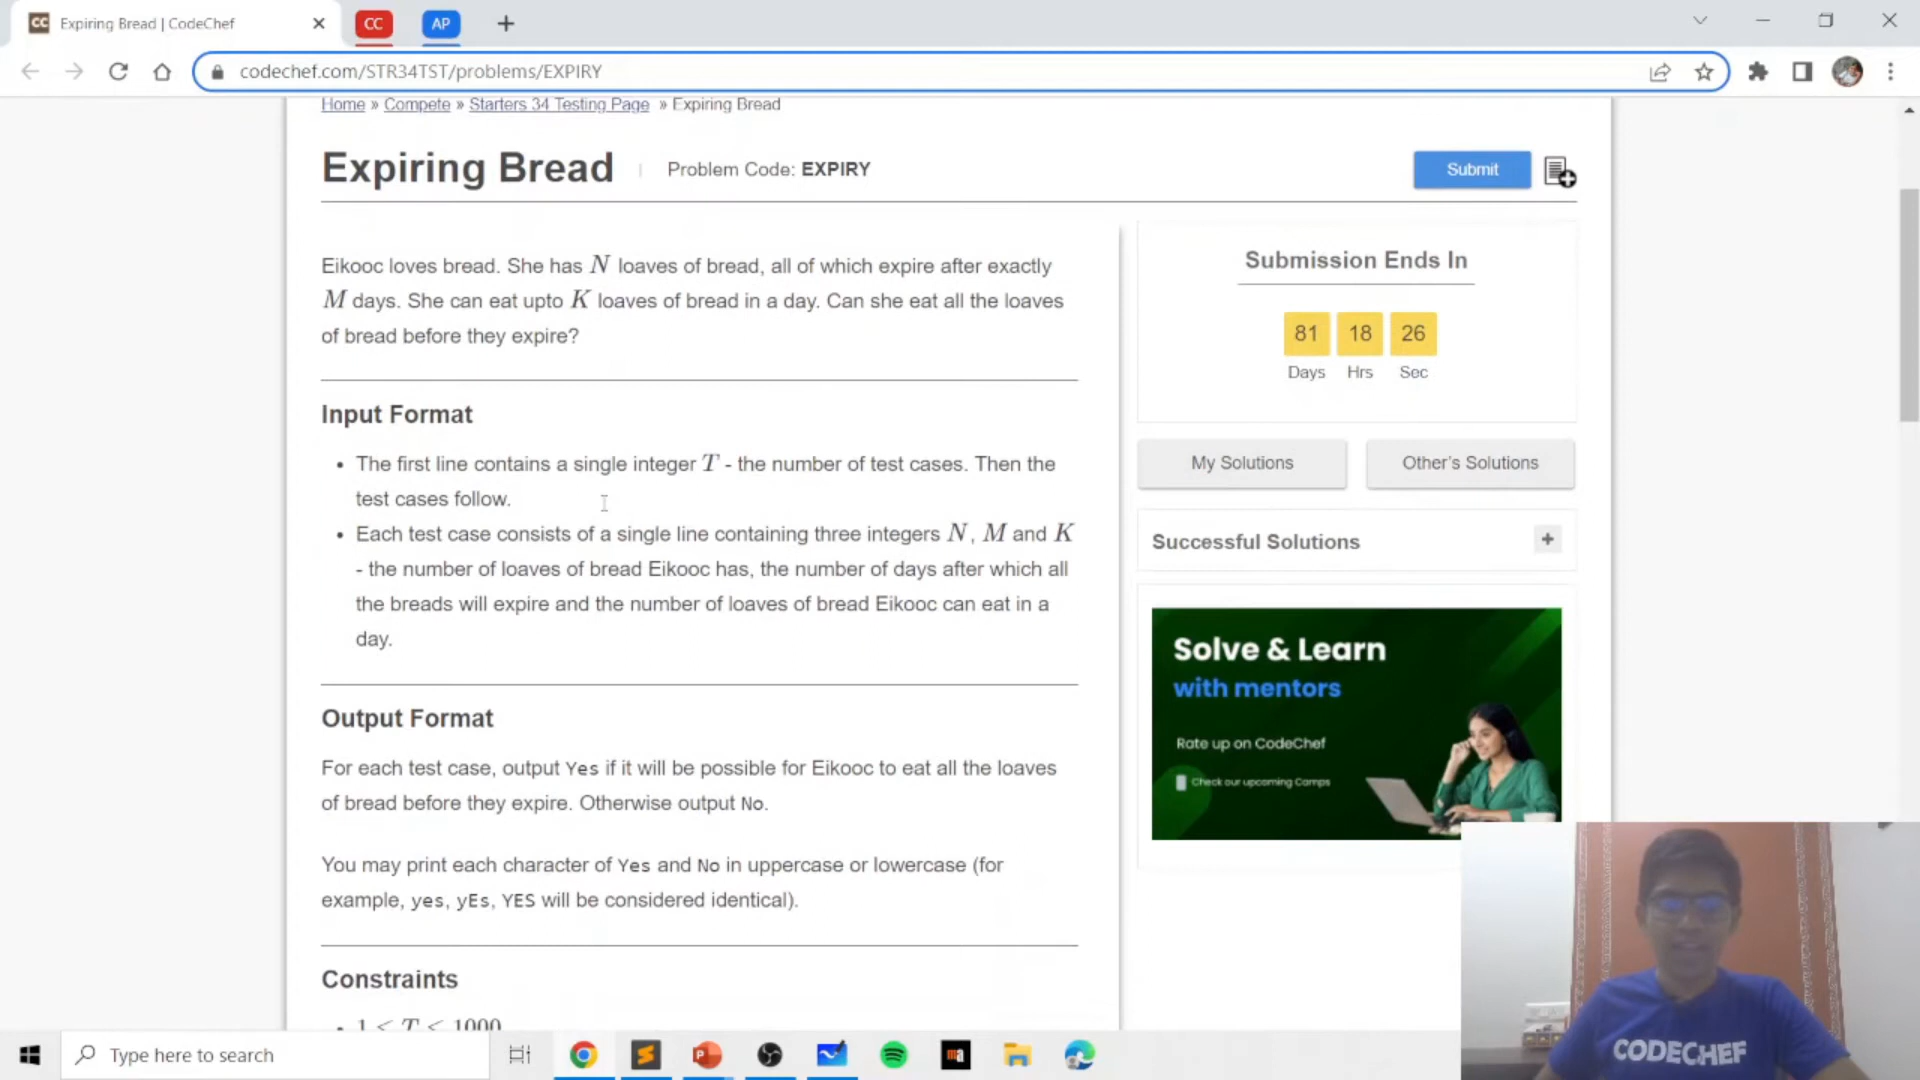 CC Expiring Bread | CodeChef
CC
AP
codechef.com/STR34TST/problems/EXPIRY
Home » Compete » Starters 34 Testing Page » Expiring Bread
Expiring Bread
Problem Code: EXPIRY
Submit
Eikooc loves bread. She has N loaves of bread, all of which expire after exactly
M days. She can eat upto K loaves of bread in a day. Can she eat all the loaves
of bread before they expire?
Input Format
• The first line contains a single integer T - the number of test cases. Then the
test cases follow.
• Each test case consists of a single line containing three integers N, M and K
- the number of loaves of bread Eikooc has, the number of days after which all
the breads will expire and the number of loaves of bread Eikooc can eat in a
day.
Output Format
For each test case, output Yes if it will be possible for Eikooc to eat all the loaves
of bread before they expire. Otherwise output No.
You may print each character of Yes and No in uppercase or lowercase (for
example, yes, yEs, YES will be considered identical).
Constraints
• 1 ≤ T ≤ 1000
Submission Ends In
81 18 26
Days Hrs Sec
My Solutions
Other's Solutions
Successful Solutions
+
Solve & Learn
with mentors
Rate up on CodeChef
Check our upcoming Camps
CODECHEF
Type here to search
ma